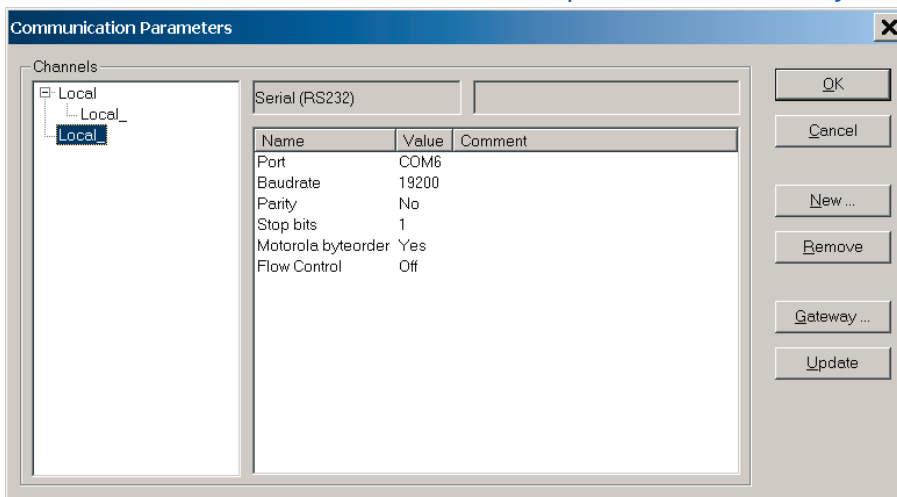 Communication Parameters
Channels
Local
Local_
Local_
Serial (RS232)
Name Value Comment
Port COM6
Baudrate 19200
Parity No
Stop bits 1
Motorola byteorder Yes
Flow Control Off
OK
Cancel
New ...
Remove
Gateway ...
Update